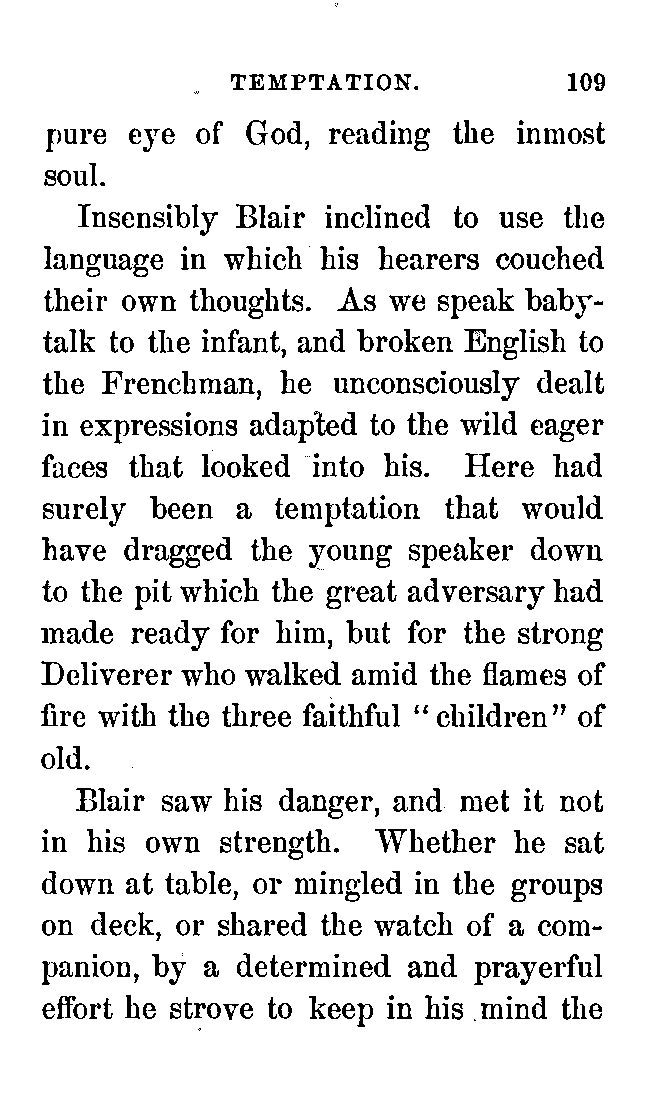 TEMPTATION. 109
pure eye of God, reading the inmost
soul.
Insensibly Blair inclined to use the
language in which his hearers couched
their own thoughts. As we speak baby-
talk to the infant, and broken English to
the Frenchman, he unconsciously dealt
in expressions adapted to the wild eager
faces that looked into his. Here had
surely been a temptation that would
have dragged the young speaker down
to the pit which the great adversary had
made ready for him, but for the strong
Deliverer who walked amid the flames of
fire with the three faithful “children” of
old.
Blair saw his danger, and met it not
in his own strength. Whether he sat
down at table, or mingled in the groups
on deck, or shared the watch of a com-
panion, by a determined and prayerful
effort he strove to keep in his mind the